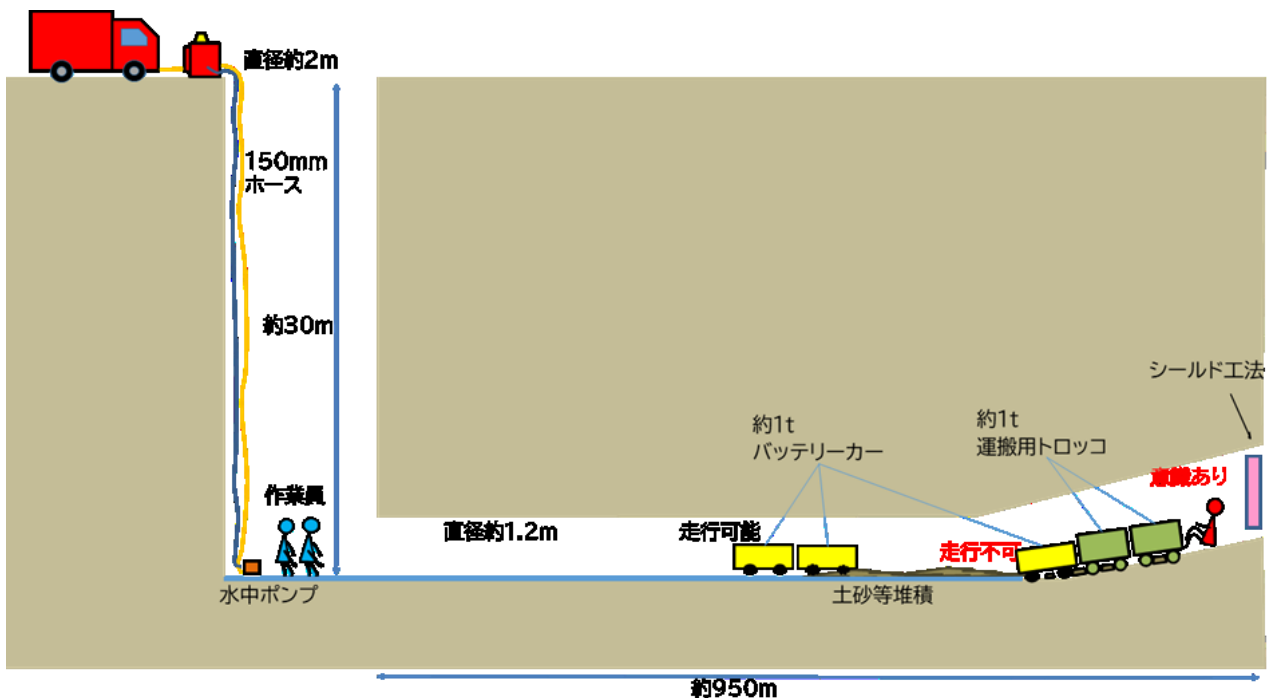 直径約2m
150mm
ホース
約30m
シールド工法
約1t
バッテリーカー
約1t
運搬用トロッコ
意識あり
作業員
直径約1.2m
走行可能
走行不可
水中ポンプ
土砂等堆積
約950m